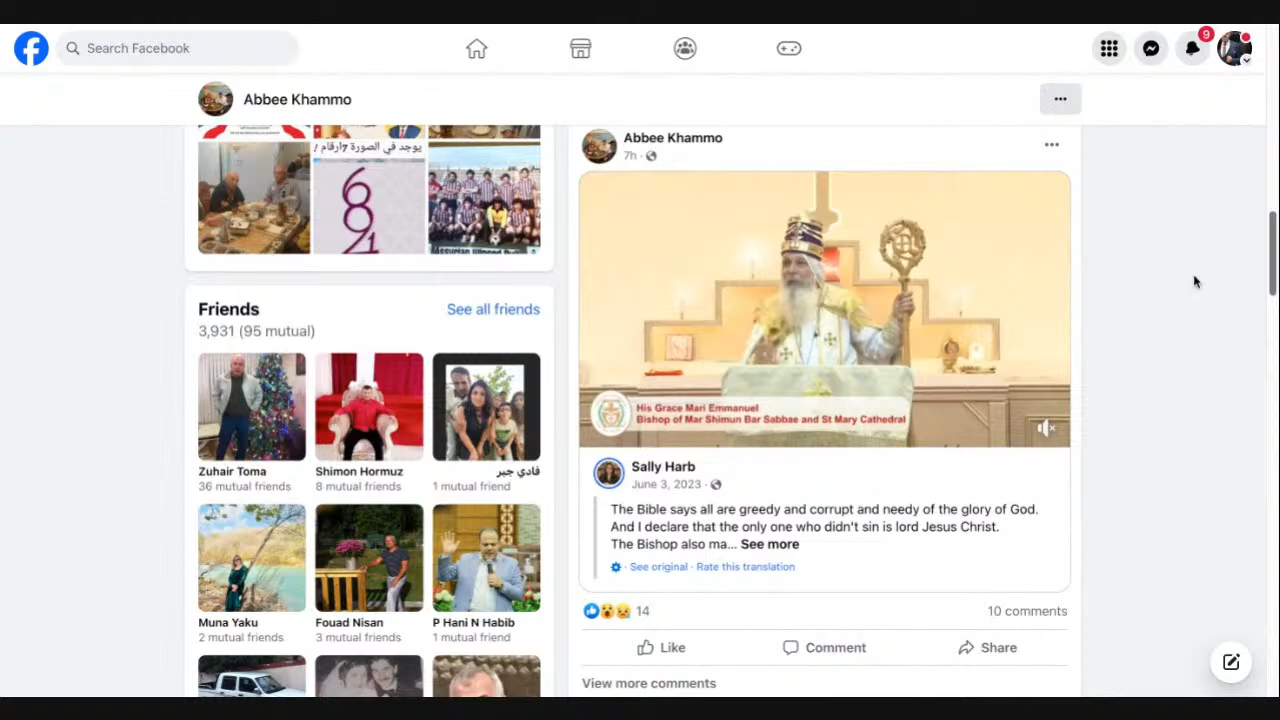 Search Facebook
9
Abbee Khammo
يوجد في الصورة 7ارقام !
Friends
See all friends
3,931 (95 mutual)
Zuhair Toma
36 mutual friends
Shimon Hormuz
8 mutual friends
فادي جبر
1 mutual friend
Muna Yaku
2 mutual friends
Fouad Nisan
3 mutual friends
P Hani N Habib
1 mutual friend
Abbee Khammo
7h ·
His Grace Mari Emmanuel
Bishop of Mar Shimun Bar Sabbae and St Mary Cathedral
Sally Harb
June 3, 2023 ·
The Bible says all are greedy and corrupt and needy of the glory of God.
And I declare that the only one who didn't sin is lord Jesus Christ.
The Bishop also ma... See more
· See original · Rate this translation
14
10 comments
Like
Comment
Share
View more comments